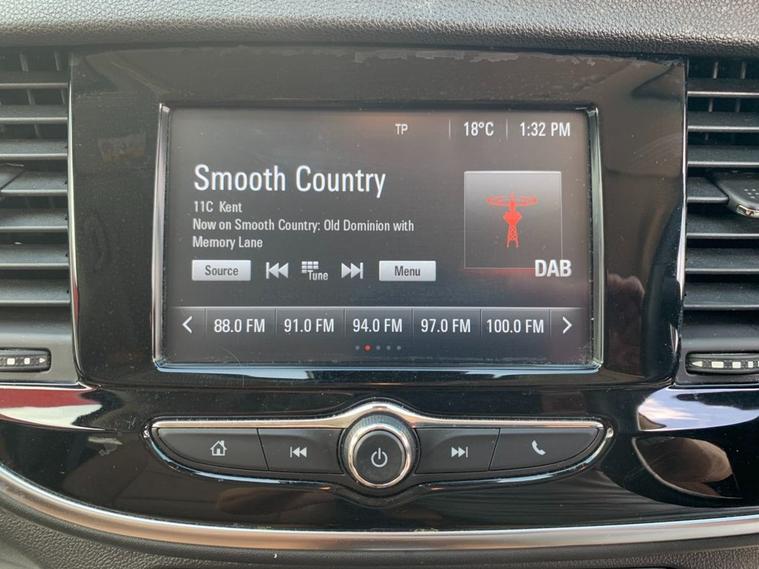 TP 18°C 1:32 PM
Smooth Country
11C Kent
Now on Smooth Country: Old Dominion with
Memory Lane
Source Tune Menu
DAB
88.0 FM 91.0 FM 94.0 FM 97.0 FM 100.0 FM